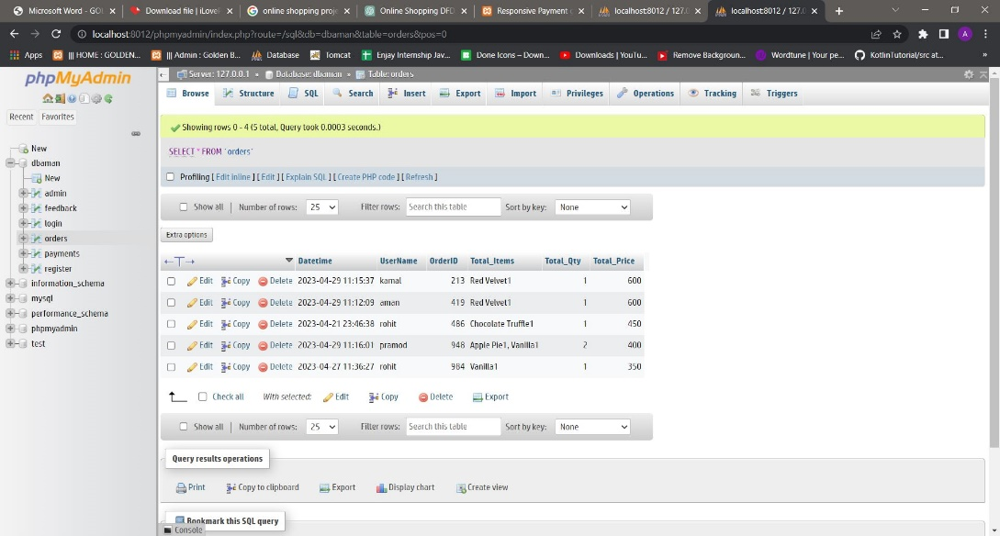 Microsoft Word - GOL
Download file | iLoveP
online shopping proje
Online Shopping DFD
Responsive Payment
localhost:8012 / 127.0
localhost:8012 / 127.0
localhost:8012/phpmyadmin/index.php?route=/sql&db=dbaman&table=orders&pos=0
A
Apps
||| HOME : GOLDEN...
||| Admin : Golden B...
Database
Tomcat
Enjay Internship Jav...
Done Icons – Down...
Downloads | YouTu...
Remove Backgroun...
Wordtune | Your pe...
KotlinTutorial/src at...
»
phpMyAdmin
Recent Favorites
New
dbaman
New
admin
feedback
login
orders
payments
register
information_schema
mysql
performance_schema
phpmyadmin
test
Server: 127.0.0.1 » Database: dbaman » Table: orders
Browse Structure SQL Search Insert Export Import Privileges Operations Tracking Triggers
Showing rows 0 - 4 (5 total, Query took 0.0003 seconds.)
SELECT * FROM `orders`
Profiling [ Edit inline ] [ Edit ] [ Explain SQL ] [ Create PHP code ] [ Refresh ]
Show all | Number of rows: 25 Filter rows: Search this table Sort by key: None
Extra options
Datetime UserName OrderID Total_Items Total_Qty Total_Price
Edit Copy Delete 2023-04-29 11:15:37 kamal 213 Red Velvet1 1 600
Edit Copy Delete 2023-04-29 11:12:09 aman 419 Red Velvet1 1 600
Edit Copy Delete 2023-04-21 23:46:38 rohit 486 Chocolate Truffle1 1 450
Edit Copy Delete 2023-04-29 11:16:01 pramod 948 Apple Pie1, Vanilla1 2 400
Edit Copy Delete 2023-04-27 11:36:27 rohit 984 Vanilla1 1 350
Check all With selected: Edit Copy Delete Export
Show all | Number of rows: 25 Filter rows: Search this table Sort by key: None
Query results operations
Print Copy to clipboard Export Display chart Create view
Bookmark this SQL query
Console